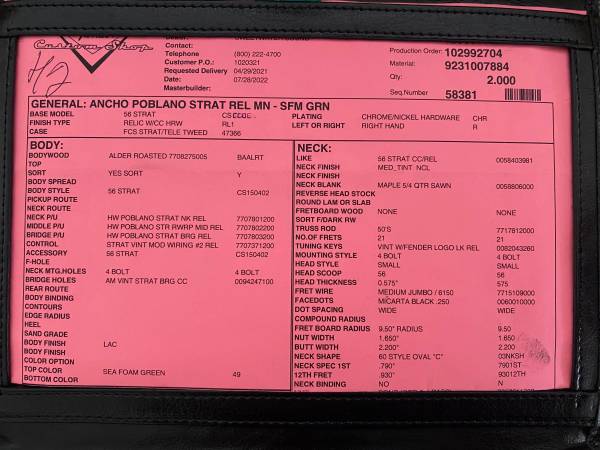 Custom Shop
H2
Contact:
Telephone (800) 222-4700
Customer P.O.: 1020321
Requested Delivery 04/29/2021
Date: 07/28/2022
Masterbuilder:
Production Order: 102992704
Material: 9231007884
Qty: 2.000
Seq.Number 58381
GENERAL: ANCHO POBLANO STRAT REL MN - SFM GRN
BASE MODEL 56 STRAT PLATING CHROME/NICKEL HARDWARE CHR
FINISH TYPE RELIC W/CC HRW RL1 LEFT OR RIGHT RIGHT HAND R
CASE FCS STRAT/TELE TWEED 47366
BODY:
BODYWOOD ALDER ROASTED 7708275005 BAALRT
TOP
SORT YES SORT Y
BODY SPREAD
BODY STYLE 56 STRAT CS150402
PICKUP ROUTE
NECK ROUTE
NECK P/U HW POBLANO STRAT NK REL 7707801200
MIDDLE P/U HW POBLANO STR RWRP MID REL 7707802200
BRIDGE P/U HW POBLANO STRAT BRG REL 7707803200
CONTROL STRAT VINT MOD WIRING #2 REL 7707371200
ACCESSORY 56 STRAT CS150402
F-HOLE
NECK MTG.HOLES 4 BOLT 4 BOLT
BRIDGE HOLES AM VINT STRAT BRG CC 0094247100
REAR ROUTE
BODY BINDING
CONTOURS
EDGE RADIUS
HEEL
SAND GRADE
BODY FINISH LAC
BODY FINISH
COLOR OPTION
TOP COLOR SEA FOAM GREEN 49
BOTTOM COLOR
NECK:
LIKE 56 STRAT CC/REL 0058403981
NECK FINISH MED_TINT NCL
NECK FINISH
NECK BLANK MAPLE 5/4 QTR SAWN 0058806000
REVERSE HEAD STOCK
ROUND LAM OR SLAB
FRETBOARD WOOD NONE NONE
SORT F/DARK RW
TRUSS ROD 50'S 7717812000
NO.OF FRETS 21 21
TUNING KEYS VINT W/FENDER LOGO LK REL 0082043260
MOUNTING STYLE 4 BOLT 4 BOLT
HEAD STYLE SMALL SMALL
HEAD SCOOP 56 56
HEAD THICKNESS 0.575" 575
FRET WIRE MEDIUM JUMBO / 6150 7715109000
FACEDOTS MICARTA BLACK .250 0060010000
DOT SPACING WIDE WIDE
COMPOUND RADIUS
FRET BOARD RADIUS 9.50" RADIUS 9.50
NUT WIDTH 1.650" 1.650
BUTT WIDTH 2.200" 2.200
NECK SHAPE 60 STYLE OVAL "C" 03NKSH
NECK SPEC 1ST .790" 7901ST
12TH FRET .930" 93012TH
NECK BINDING NO N